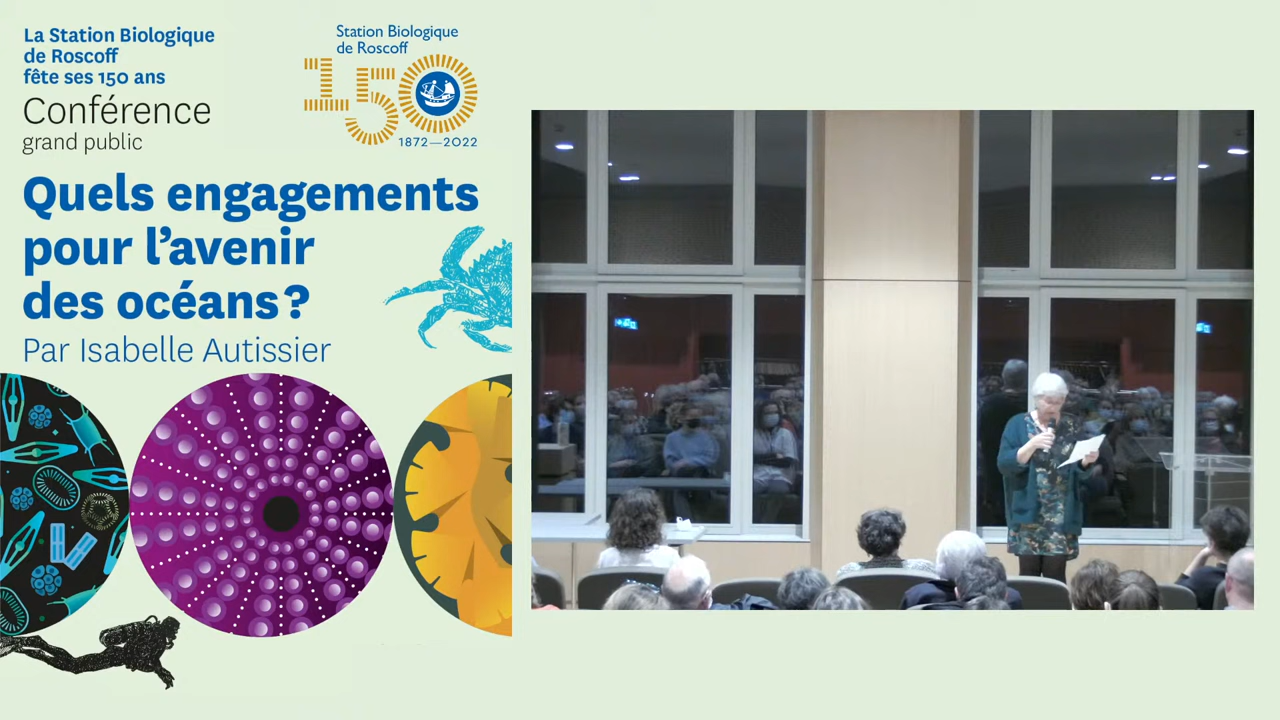 La Station Biologique
de Roscoff
fête ses 150 ans
Conférence
grand public
Station Biologique
de Roscoff
150
1872—2022
Quels engagements
pour l'avenir
des océans ?
Par Isabelle Autissier